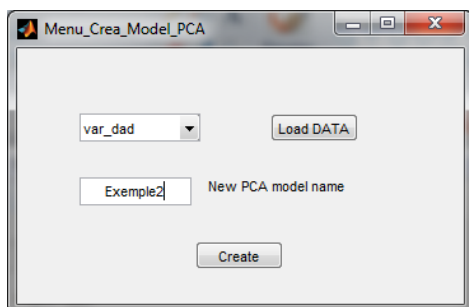 Menu_Crea_Model_PCA
var_dad
Load DATA
Exemple2
New PCA model name
Create